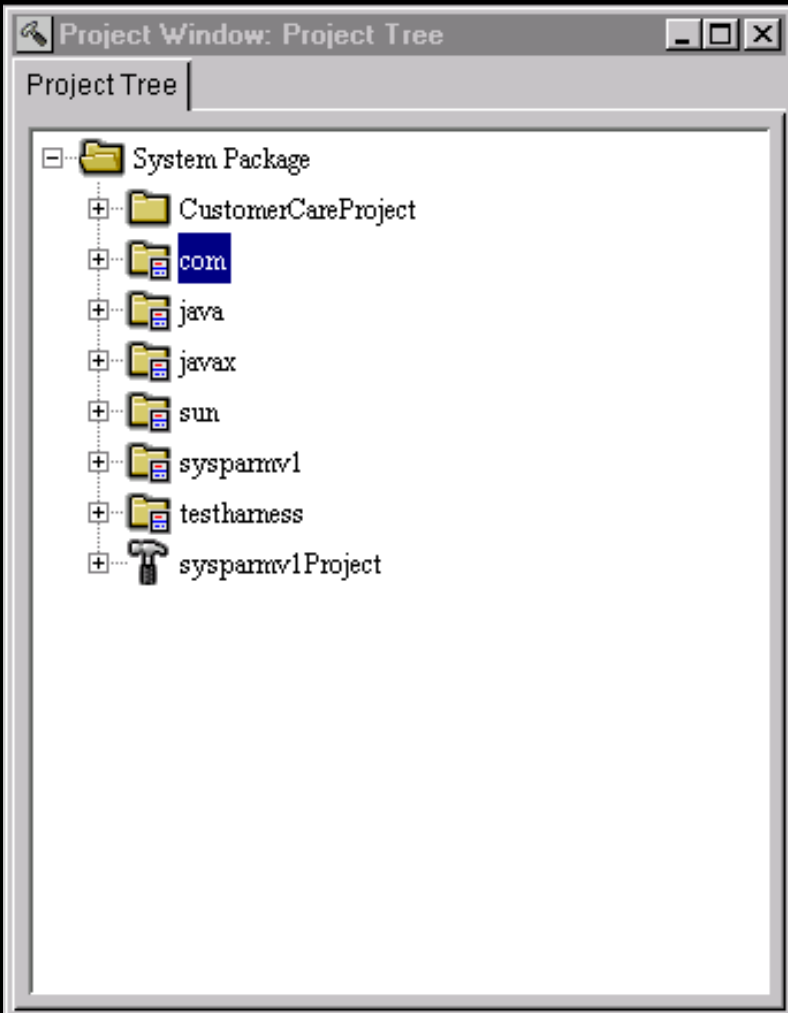 Project Window: Project Tree
Project Tree
System Package
CustomerCareProject
com
java
javax
sun
sysparmv1
testharness
sysparmv1Project